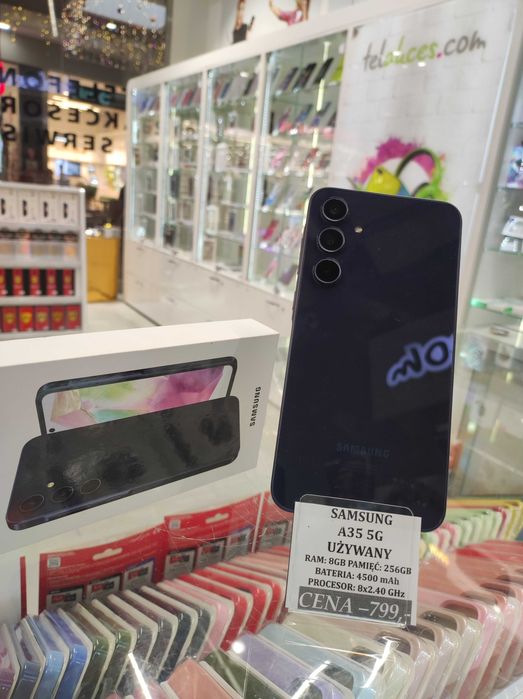 telakces.com
KCESOR
SERWIS
SAMSUNG
SAMSUNG
SAMSUNG
A35 5G
UŻYWANY
RAM: 8GB PAMIĘĆ: 256GB
BATERIA: 4500 mAh
PROCESOR: 8x2.40 GHz
CENA -799,-